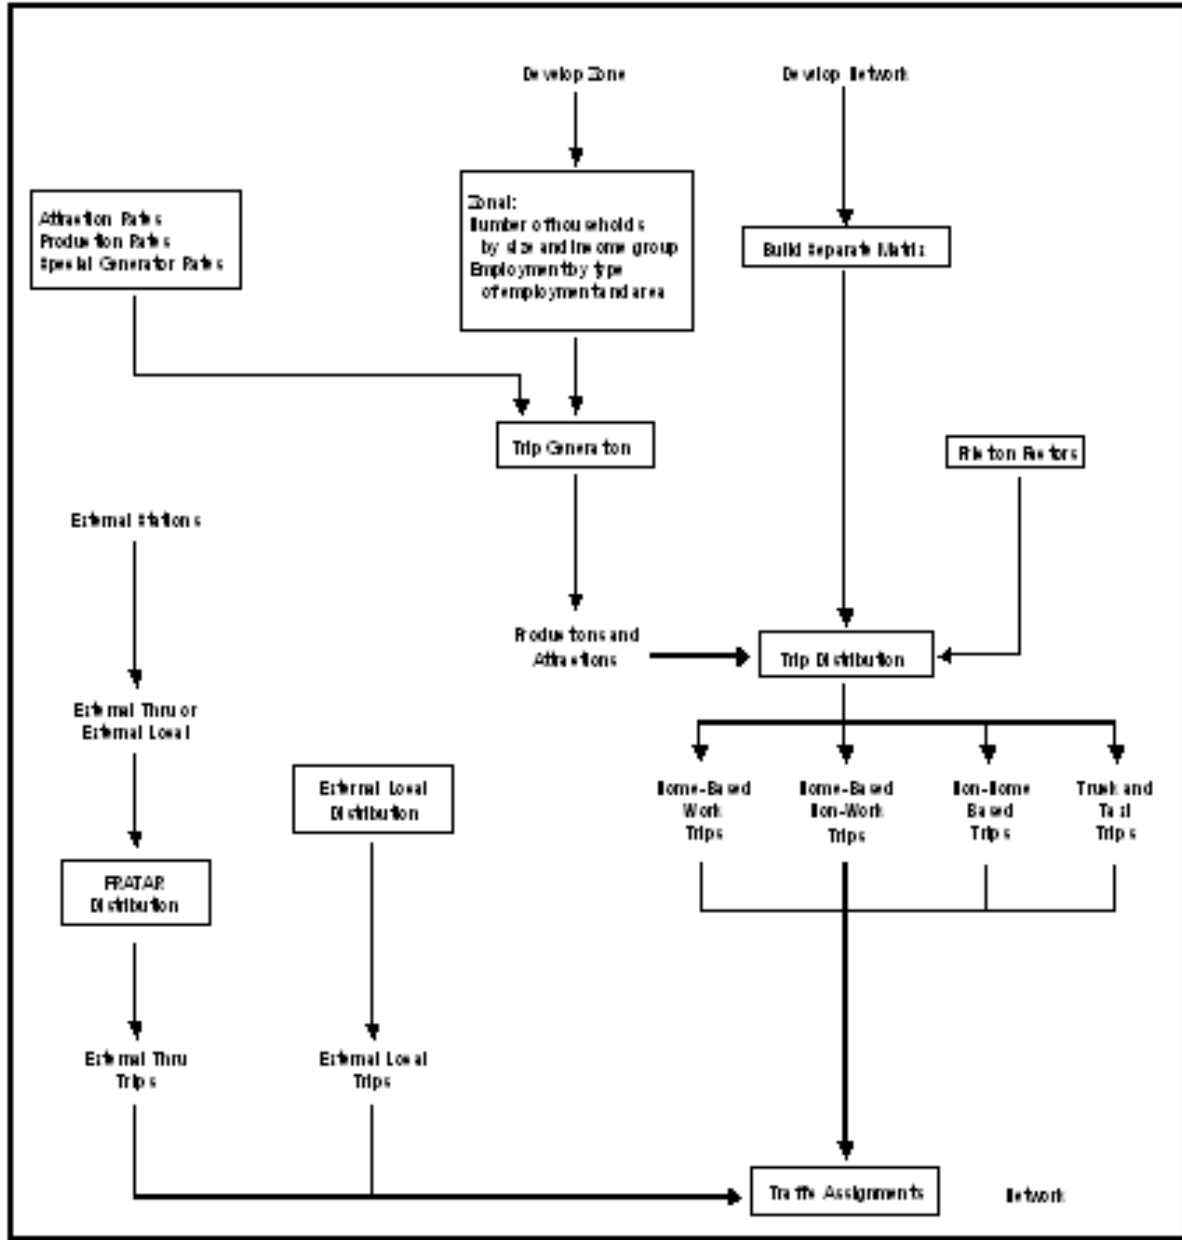 Develop Zone
Develop Network
Attraction Rates
Production Rates
Special Generator Rates
Zonal:
Number of households
by size and income group
Employment by type
of employment and area
Build Separate Matrix
Trip Generation
Friction Factors
External Stations
Productions and
Attractions
Trip Distribution
External Thru or
External Local
External Local
Distribution
Home-Based
Work
Trips
Home-Based
Non-Work
Trips
Non-Home
Based
Trips
Truck and
Taxi
Trips
FRATAR
Distribution
External Thru
Trips
External Local
Trips
Traffic Assignments
Network